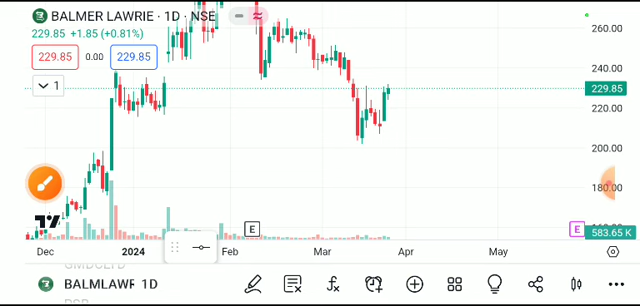 BALMER LAWRIE · 1D · NSE
229.85 +1.85 (+0.81%)
229.85 0.00 229.85
1
260.00
240.00
229.85
220.00
200.00
180.00
583.65 K
E E
Dec 2024 Feb Mar Apr May
BALMLAWR 1D